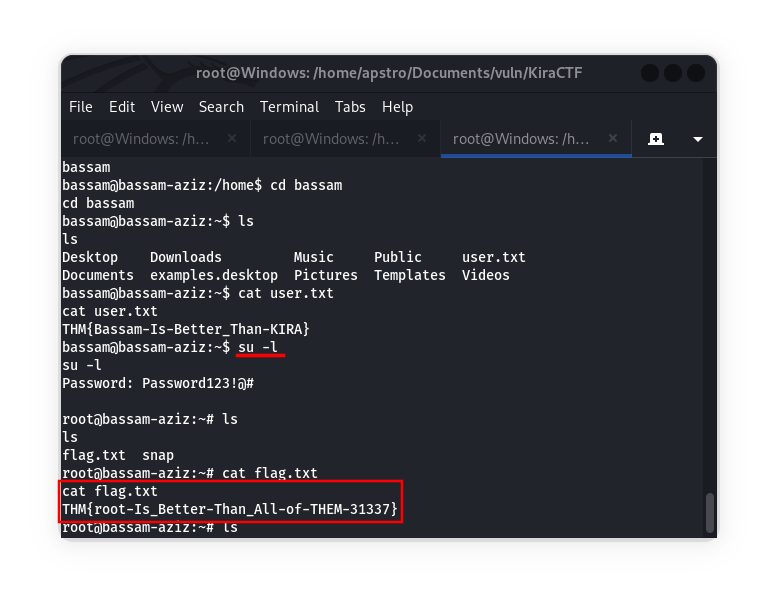 root@Windows: /home/apstro/Documents/vuln/KiraCTF
File Edit View Search Terminal Tabs Help
root@Windows: /h... × root@Windows: /h... × root@Windows: /h... ×
bassam
bassam@bassam-aziz:/home$ cd bassam
cd bassam
bassam@bassam-aziz:~$ ls
ls
Desktop Downloads Music Public user.txt
Documents examples.desktop Pictures Templates Videos
bassam@bassam-aziz:~$ cat user.txt
cat user.txt
THM{Bassam-Is-Better_Than-KIRA}
bassam@bassam-aziz:~$ su -l
su -l
Password: Password123!@#
root@bassam-aziz:~# ls
ls
flag.txt snap
root@bassam-aziz:~# cat flag.txt
cat flag.txt
THM{root-Is_Better-Than_All-of-THEM-31337}
root@bassam-aziz:~# ls